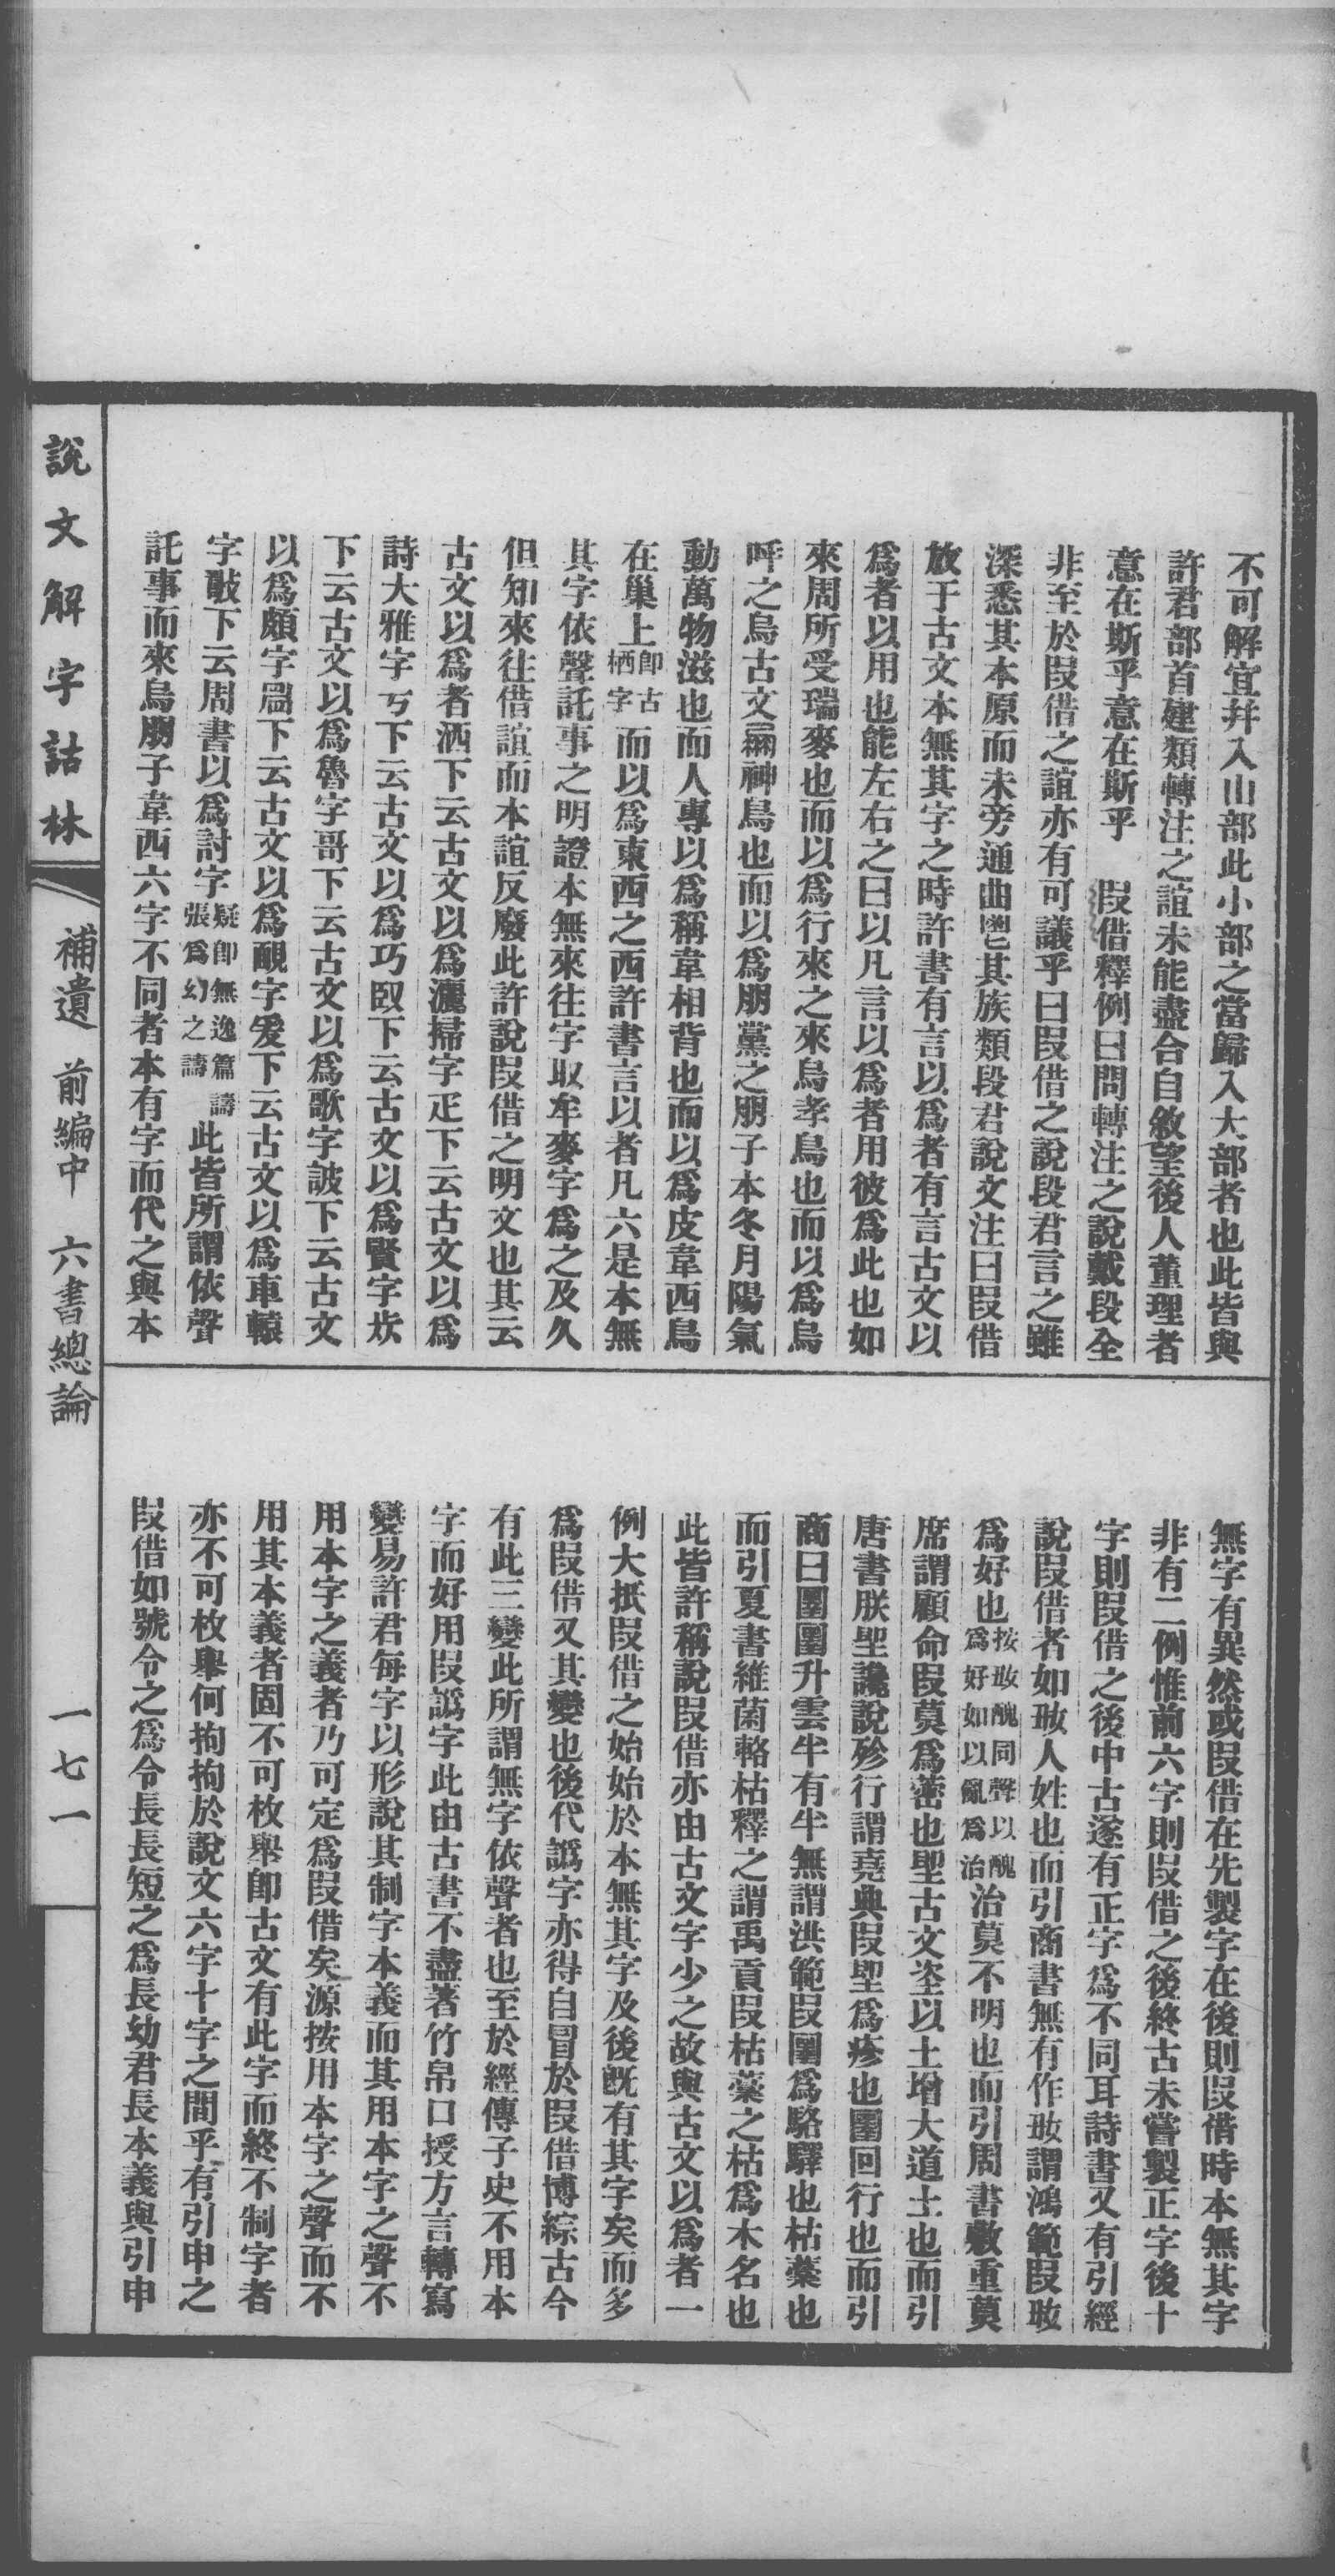 不可解宜幷入山部此小部之當歸入大部者也此皆與
許君部首建類轉注之誼未能盡合自敘望後人董理者
意在斯乎意在斯乎　叚借釋例曰問轉注之說戴段全
非至於叚借之誼亦有可議乎曰叚借之說段君言之雖
深悉其本原而未旁通曲鬯其族類段君說文注曰叚借
放于古文本無其字之時許書有言以爲者有言古文以
爲者以用也能左右之曰以凡言以爲者用彼爲此也如
來周所受瑞麥也而以爲行來之來烏孝鳥也而以爲烏
呼之烏古文神鳥也而以爲朋黨之朋子本冬月陽氣
動萬物滋也而人專以爲稱韋相背也而以爲皮韋西鳥
在巢上卽古栖字而以爲東西之西許書言以者凡六是本無
其字依聲託事之明證本無來往字取牟麥字爲之及久
但知來往借誼而本誼反廢此許說叚借之明文也其云
古文以爲者洒下云古文以爲灑掃字疋下云古文以爲
詩大雅字丂下云古文以爲巧臤下云古文以爲賢字㫺
下云古文以爲魯字哥下云古文以爲歌字詖下云古文
以爲頗字𥃲下云古文以爲靦字爰下云古文以爲車轅
字敼下云周書以爲討字疑卽無逸篇譸張爲幻之譸此皆所謂依聲
託事而來烏朋子韋西六字不同者本有字而代之與本
無字有異然或叚借在先製字在後則叚借時本無其字
非有二例惟前六字則叚借之後終古未嘗製正字後十
字則叚借之後中古遂有正字爲不同耳詩書又有引經
說叚借者如𡚽人姓也而引商書無有作𡚽謂鴻範叚𡚽
爲好也按𡚽醜同聲以醜爲好如以亂爲治治莫不明也而引周書敷重莫
席謂顧命叚莫爲蔤也堲古文垐以土增大道上也而引
唐書朕堲讒說殄行謂堯典叚堲爲疹也圛回行也而引
商曰圛圛升雲半有半無謂洪範叚圛爲駱驛也枯藁也
而引夏書維菌輅枯釋之謂禹貢叚枯藁之枯爲木名也
此皆許稱說叚借亦由古文字少之故與古文以爲者一
例大抵叚借之始始於本無其字及後旣有其字矣而多
爲叚借又其變也後代譌字亦得自冒於叚借博綜古今
有此三變此所謂無字依聲者也至於經傳子史不用本
字而好用叚譌字此由古書不盡著竹帛口授方言轉寫
變易許君每字以形說其制字本義而其用本字之聲不
用本字之義者乃可定爲叚借矣源按用本字之聲而不
用其本義者固不可枚舉卽古文有此字而終不制字者
亦不可枚舉何拘拘於說文六字十字之間乎有引申之
叚借如號令之爲令長長短之爲長幼君長本義與引申
說文解字詁林　補遺　前編中　六書總論　一七一